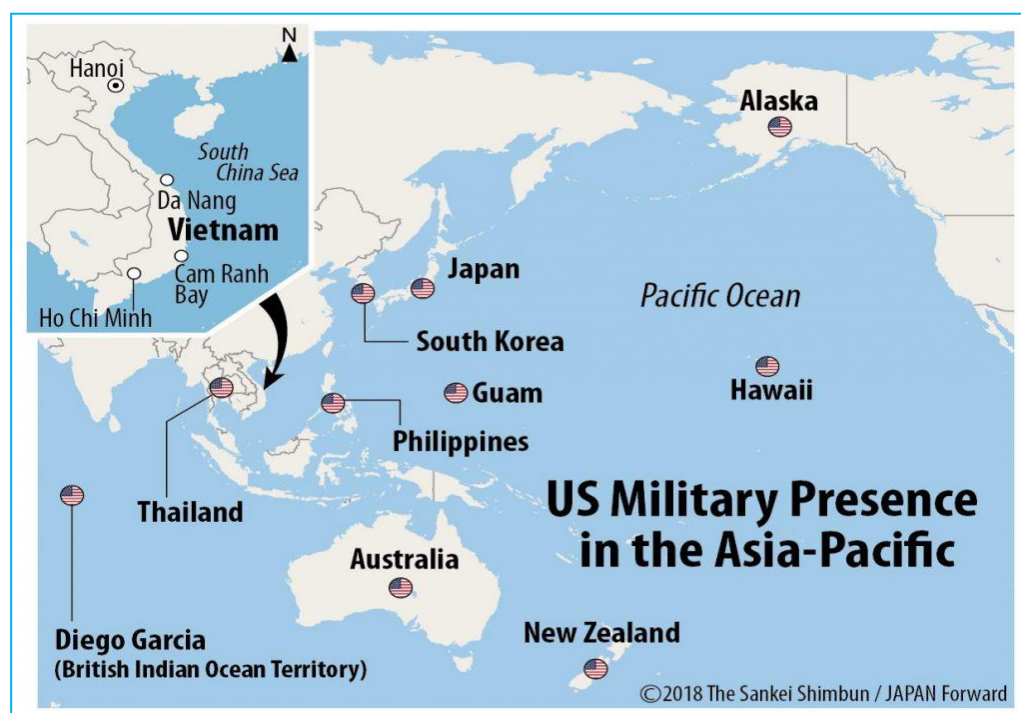 N
Hanoi
South
China Sea
Da Nang
Vietnam
Cam Ranh
Bay
Ho Chi Minh
Alaska
Japan
Pacific Ocean
South Korea
Guam
Hawaii
Philippines
Thailand
US Military Presence
in the Asia-Pacific
Australia
Diego Garcia
(British Indian Ocean Territory)
New Zealand
©2018 The Sankei Shimbun / JAPAN Forward